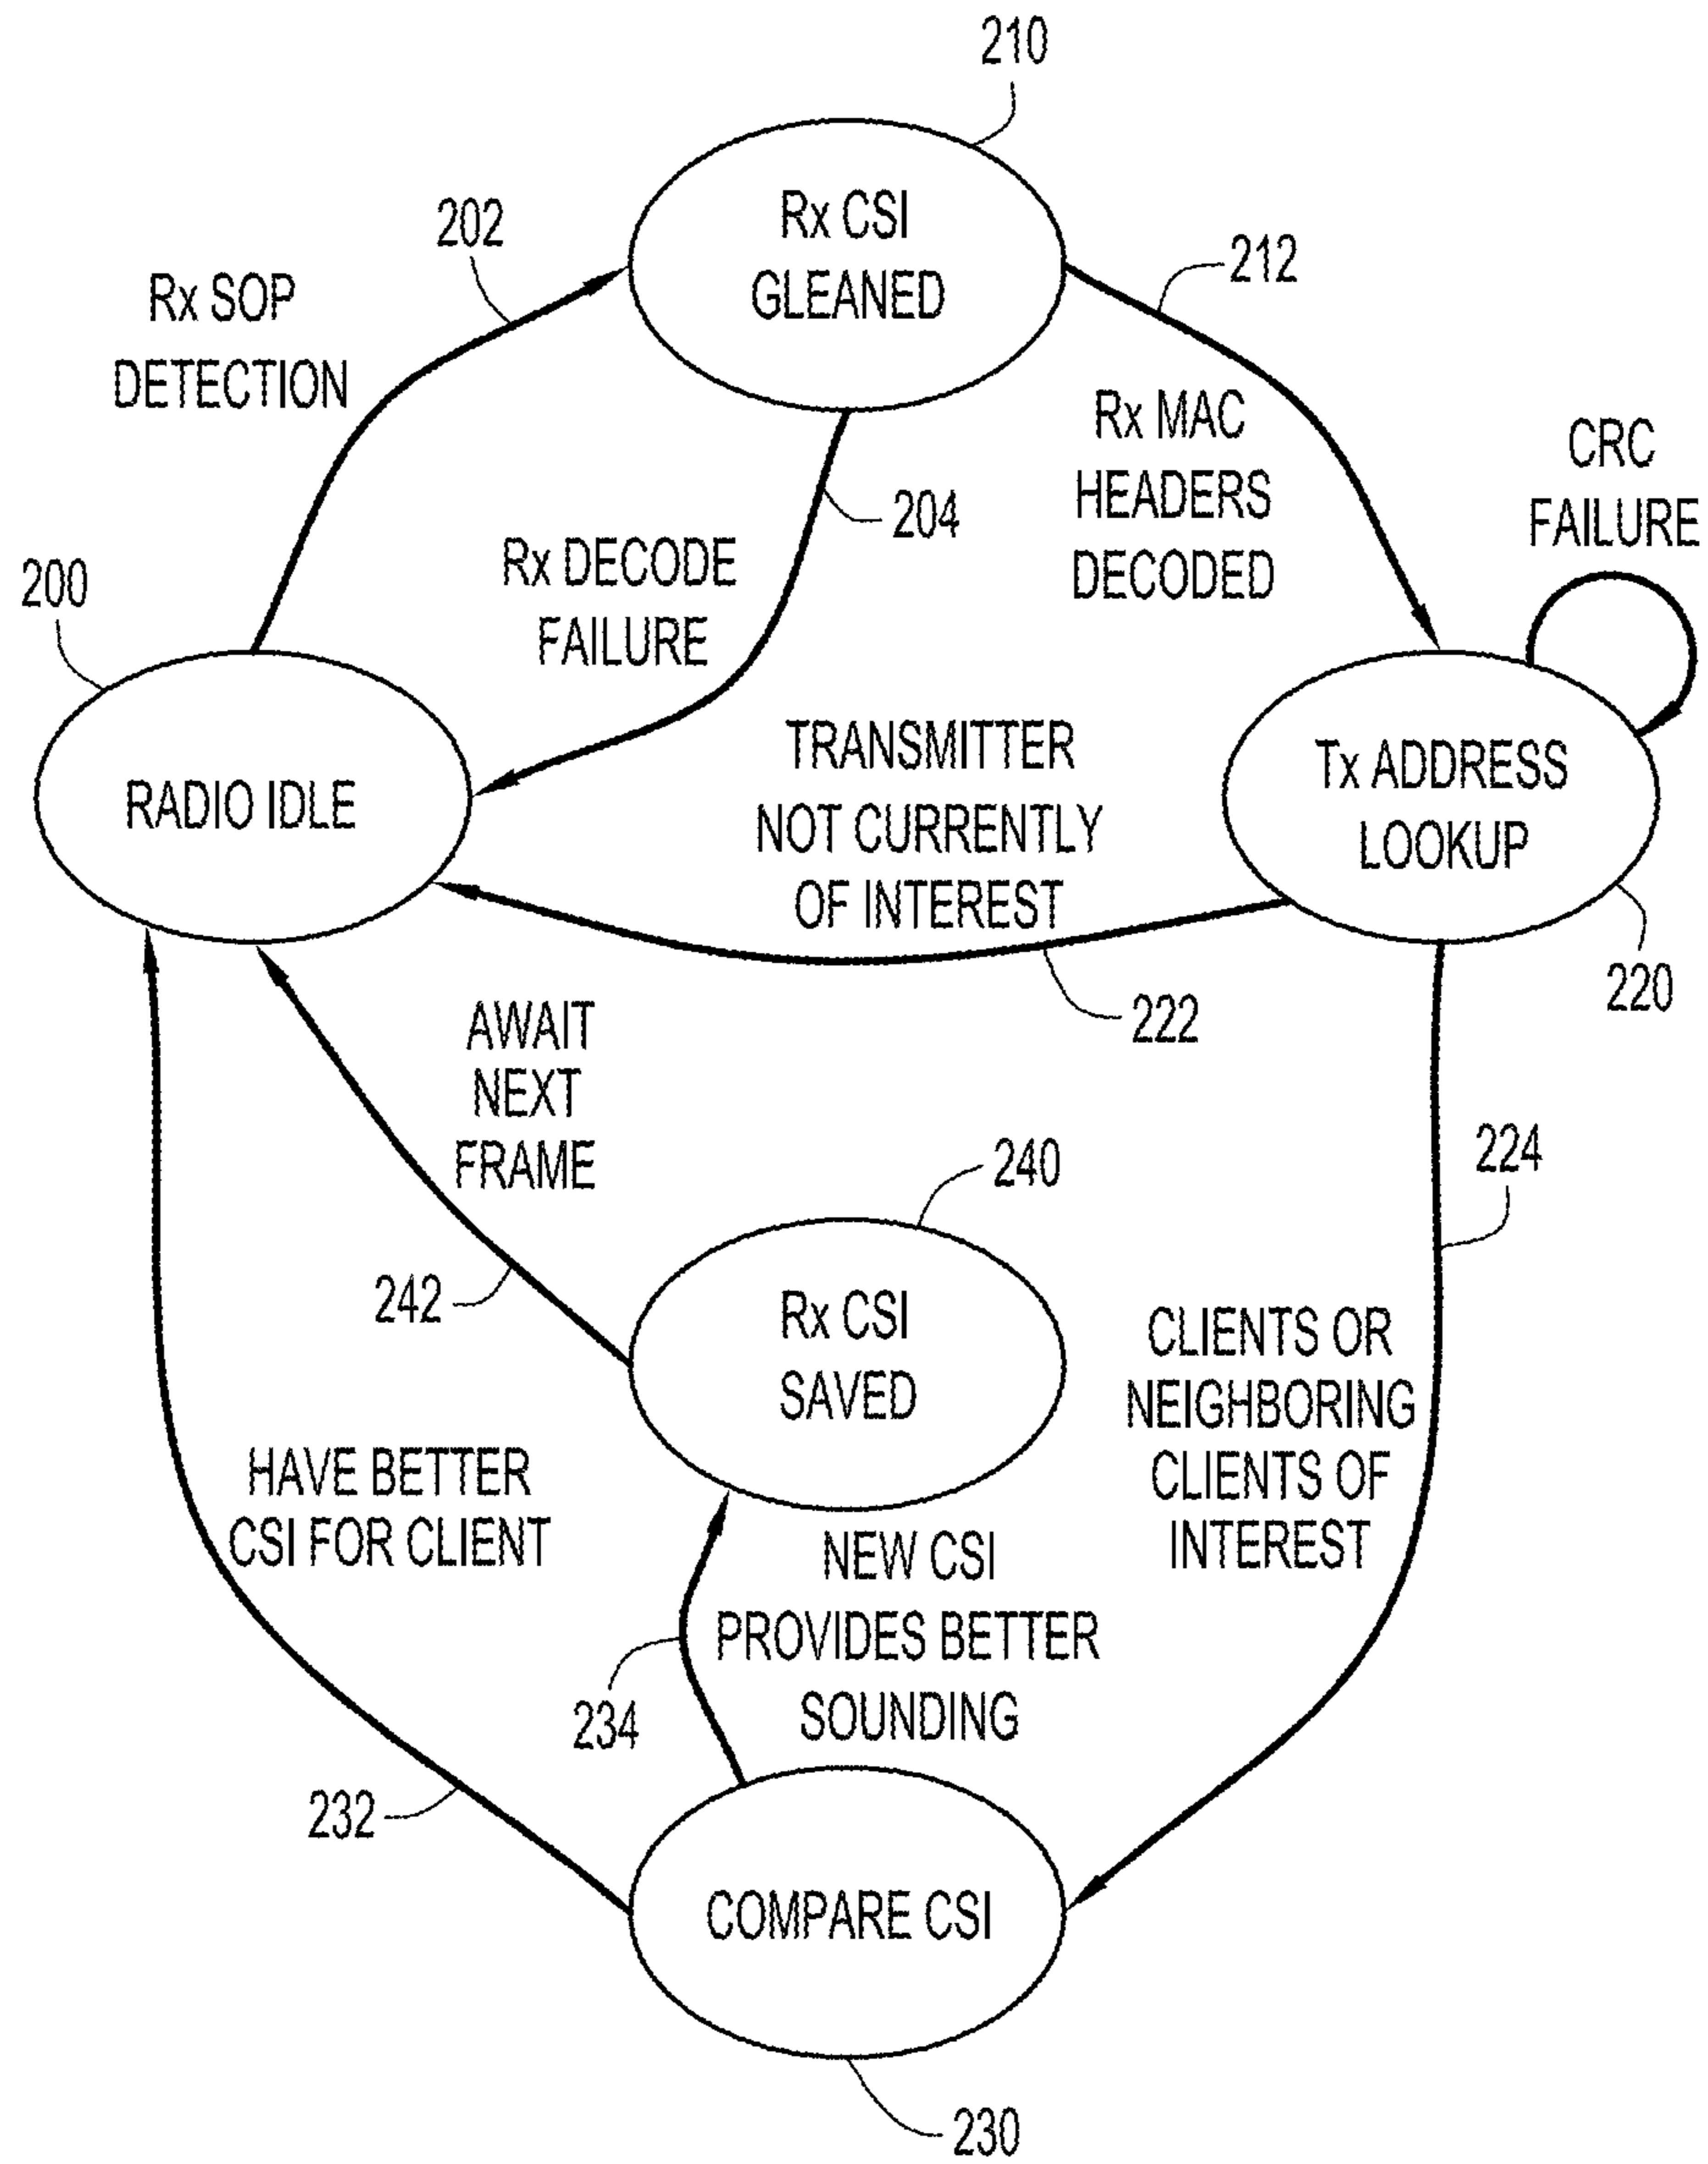 210
Rx CSI
GLEANED
202
Rx SOP
DETECTION
212
Rx MAC
HEADERS
DECODED
CRC
FAILURE
204
Rx DECODE
FAILURE
200
RADIO IDLE
TRANSMITTER
NOT CURRENTLY
OF INTEREST
Tx ADDRESS
LOOKUP
220
222
AWAIT
NEXT
FRAME
224
240
242
Rx CSI
SAVED
CLIENTS OR
NEIGHBORING
CLIENTS OF
INTEREST
HAVE BETTER
CSI FOR CLIENT
NEW CSI
PROVIDES BETTER
SOUNDING
234
232
COMPARE CSI
230